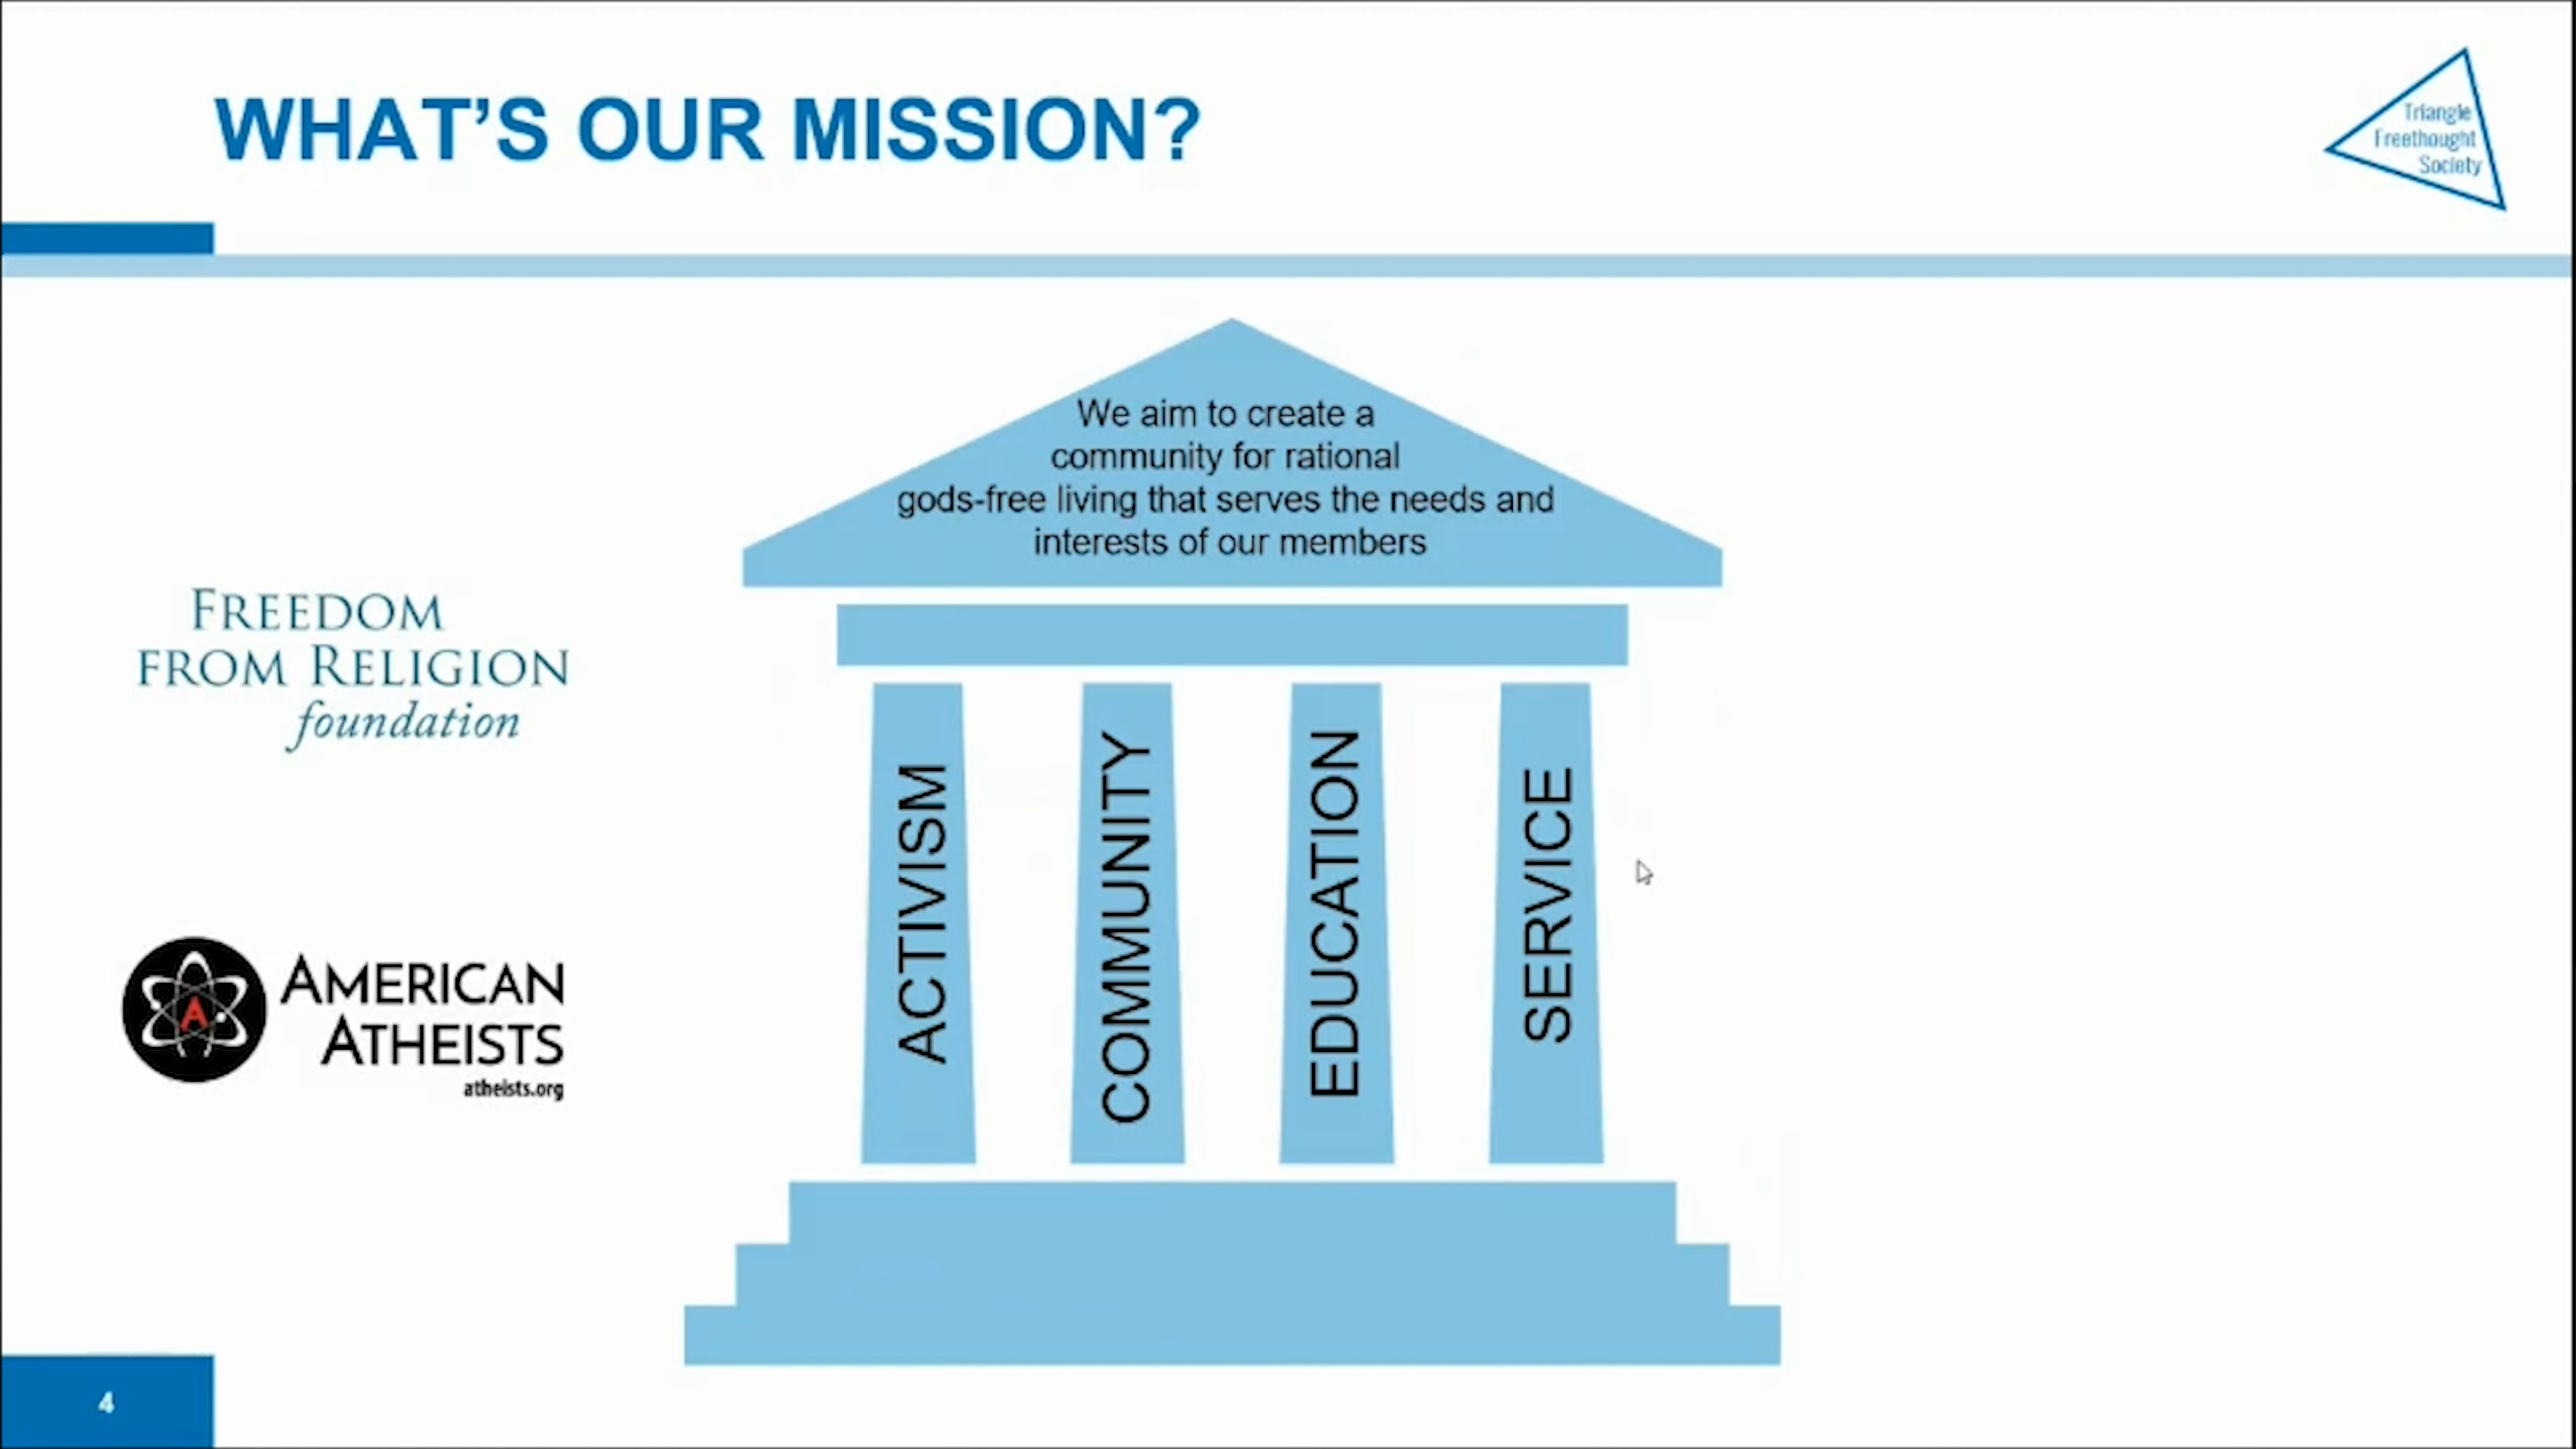 WHAT'S OUR MISSION?
Triangle
Freethought
Society
We aim to create a
community for rational
gods-free living that serves the needs and
interests of our members
FREEDOM
FROM RELIGION
foundation
A
AMERICAN
ATHEISTS
atheists.org
ACTIVISM
COMMUNITY
EDUCATION
SERVICE
4